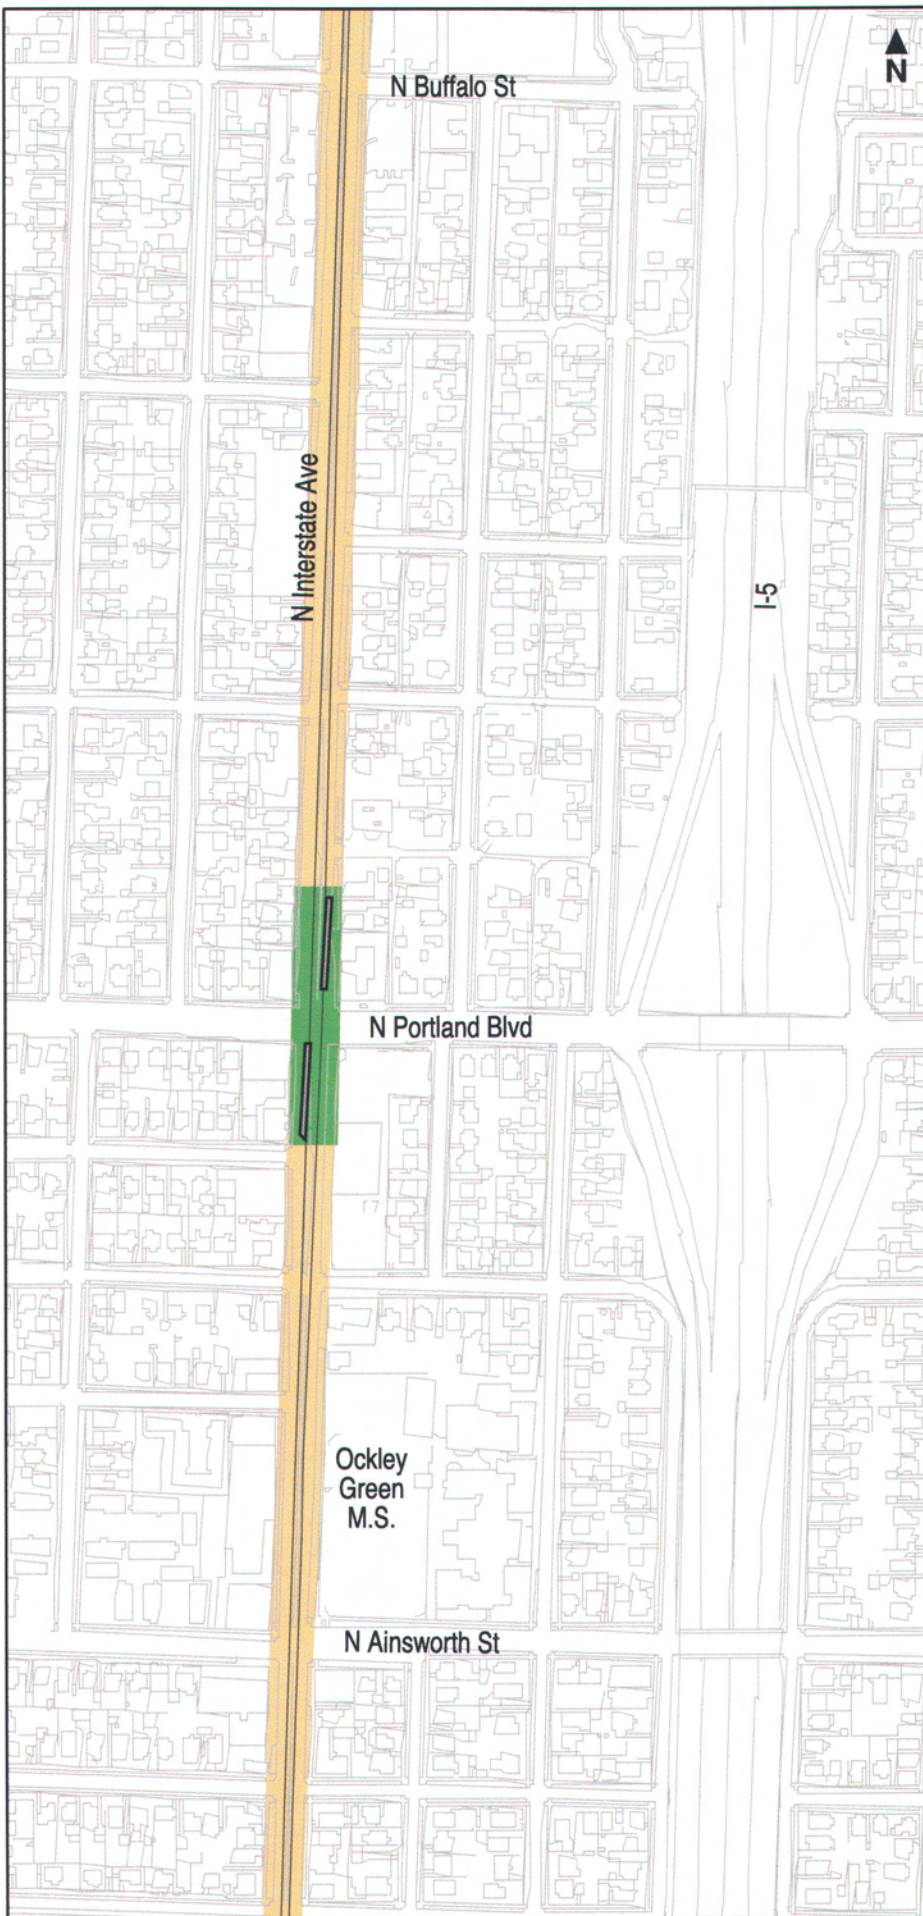 N
N Buffalo St
N Interstate Ave
I-5
N Portland Blvd
Ockley
Green
M.S.
N Ainsworth St